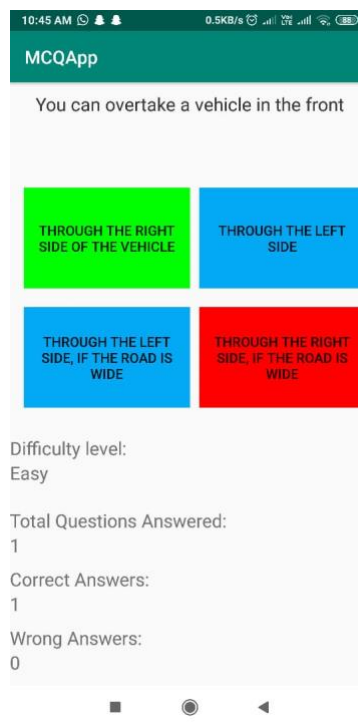 10:45 AM 0.5KB/s VoLTE 88
MCQApp
You can overtake a vehicle in the front
THROUGH THE RIGHT
SIDE OF THE VEHICLE
THROUGH THE LEFT
SIDE
THROUGH THE LEFT
SIDE, IF THE ROAD IS
WIDE
THROUGH THE RIGHT
SIDE, IF THE ROAD IS
WIDE
Difficulty level:
Easy
Total Questions Answered:
1
Correct Answers:
1
Wrong Answers:
0